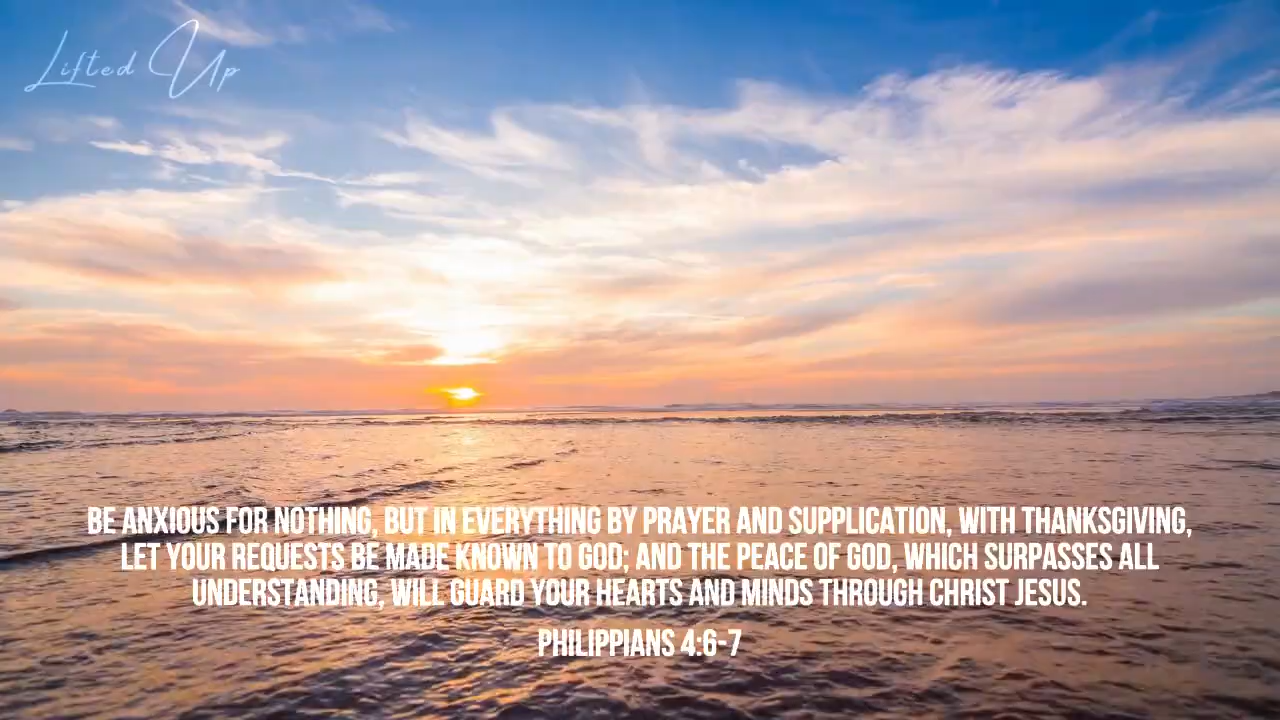 Lifted Up
BE ANXIOUS FOR NOTHING, BUT IN EVERYTHING BY PRAYER AND SUPPLICATION, WITH THANKSGIVING,
LET YOUR REQUESTS BE MADE KNOWN TO GOD; AND THE PEACE OF GOD, WHICH SURPASSES ALL
UNDERSTANDING, WILL GUARD YOUR HEARTS AND MINDS THROUGH CHRIST JESUS.
PHILIPPIANS 4:6-7